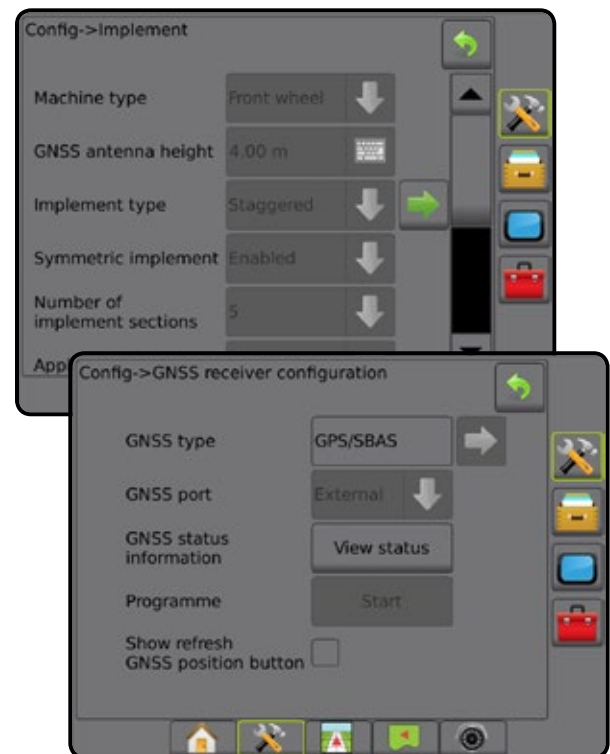 Config->Implement
Machine type
Front wheel
GNSS antenna height
4.00 m
Implement type
Staggered
Symmetric implement
Enabled
Number of
implement sections
5
Appl
Config->GNSS receiver configuration
GNSS type
GPS/SBAS
GNSS port
External
GNSS status
information
View status
Programme
Start
Show refresh
GNSS position button